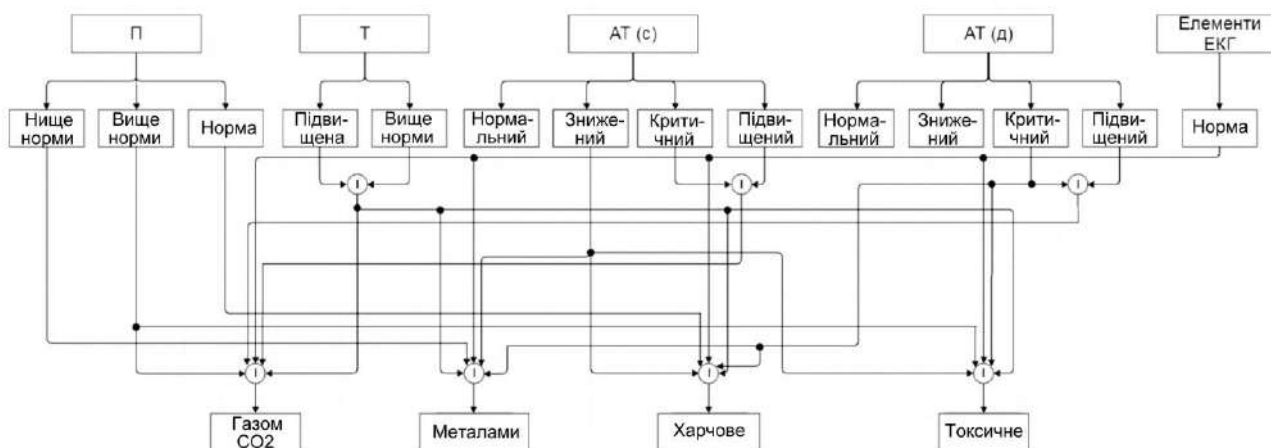 П
Т
АТ (с)
АТ (д)
Елементи
ЕКГ
Нище
норми
Вище
норми
Норма
Підви-
щена
Вище
норми
Норма-
льний
Зниже-
ний
Крити-
чний
Підви-
щений
Норма-
льний
Зниже-
ний
Крити-
чний
Підви-
щений
Норма
І
І
І
І
І
І
І
Газом
СО2
Металами
Харчове
Токсичне